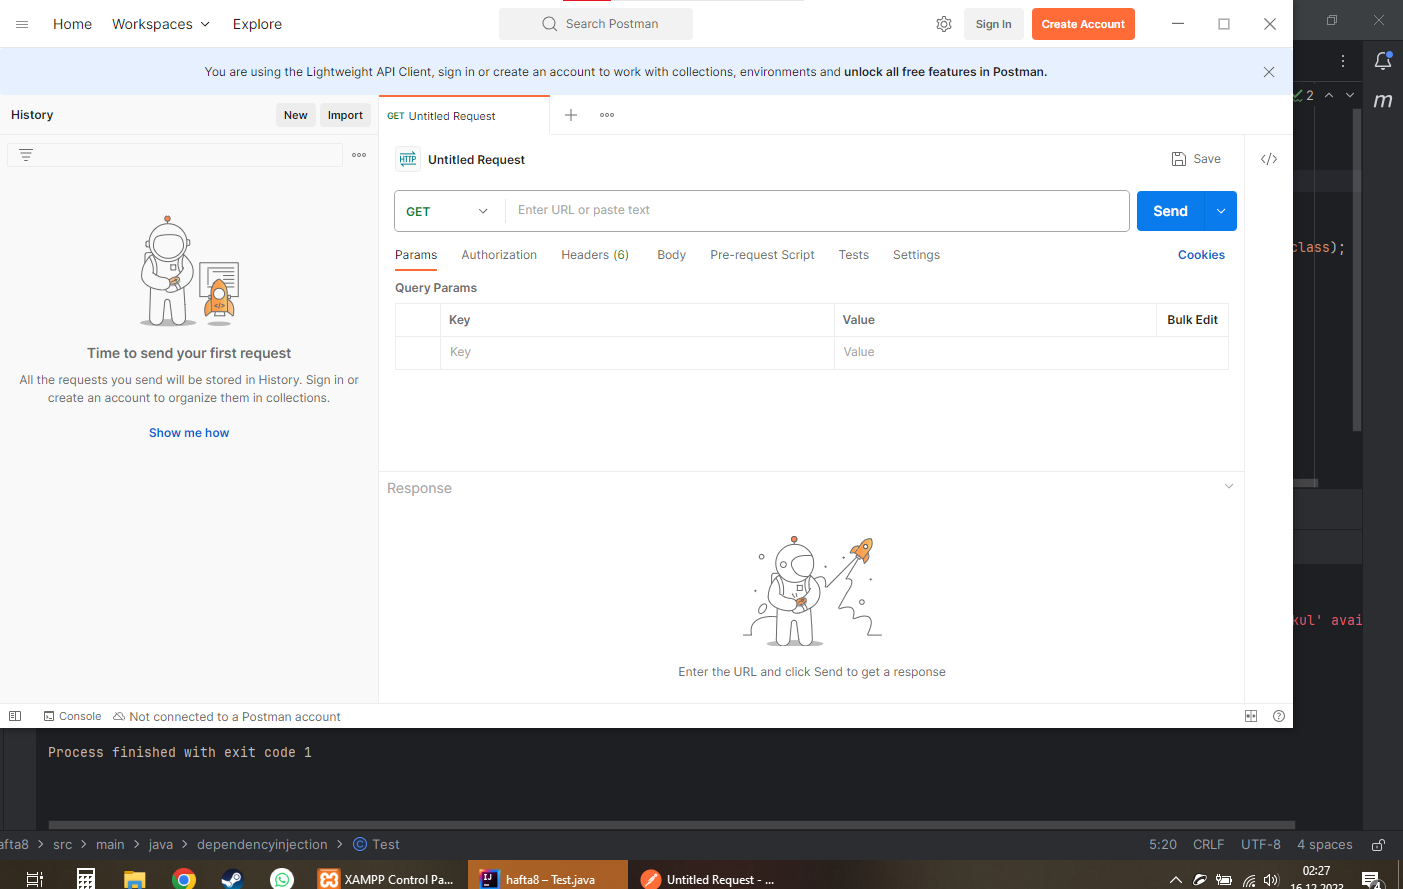 Home Workspaces Explore Search Postman Sign In Create Account
You are using the Lightweight API Client, sign in or create an account to work with collections, environments and unlock all free features in Postman.
History New Import GET Untitled Request
HTTP Untitled Request Save
GET Enter URL or paste text Send
Params Authorization Headers (6) Body Pre-request Script Tests Settings Cookies
Query Params
Key Value Bulk Edit
Key Value
Time to send your first request
All the requests you send will be stored in History. Sign in or
create an account to organize them in collections.
Show me how
Response
Enter the URL and click Send to get a response
Console Not connected to a Postman account
2
m
class);
kul' avai
Process finished with exit code 1
afta8 > src > main > java > dependencyinjection > Test 5:20 CRLF UTF-8 4 spaces
XAMPP Control Pa... hafta8 – Test.java Untitled Request - ... 02:27
16.12.2023
4